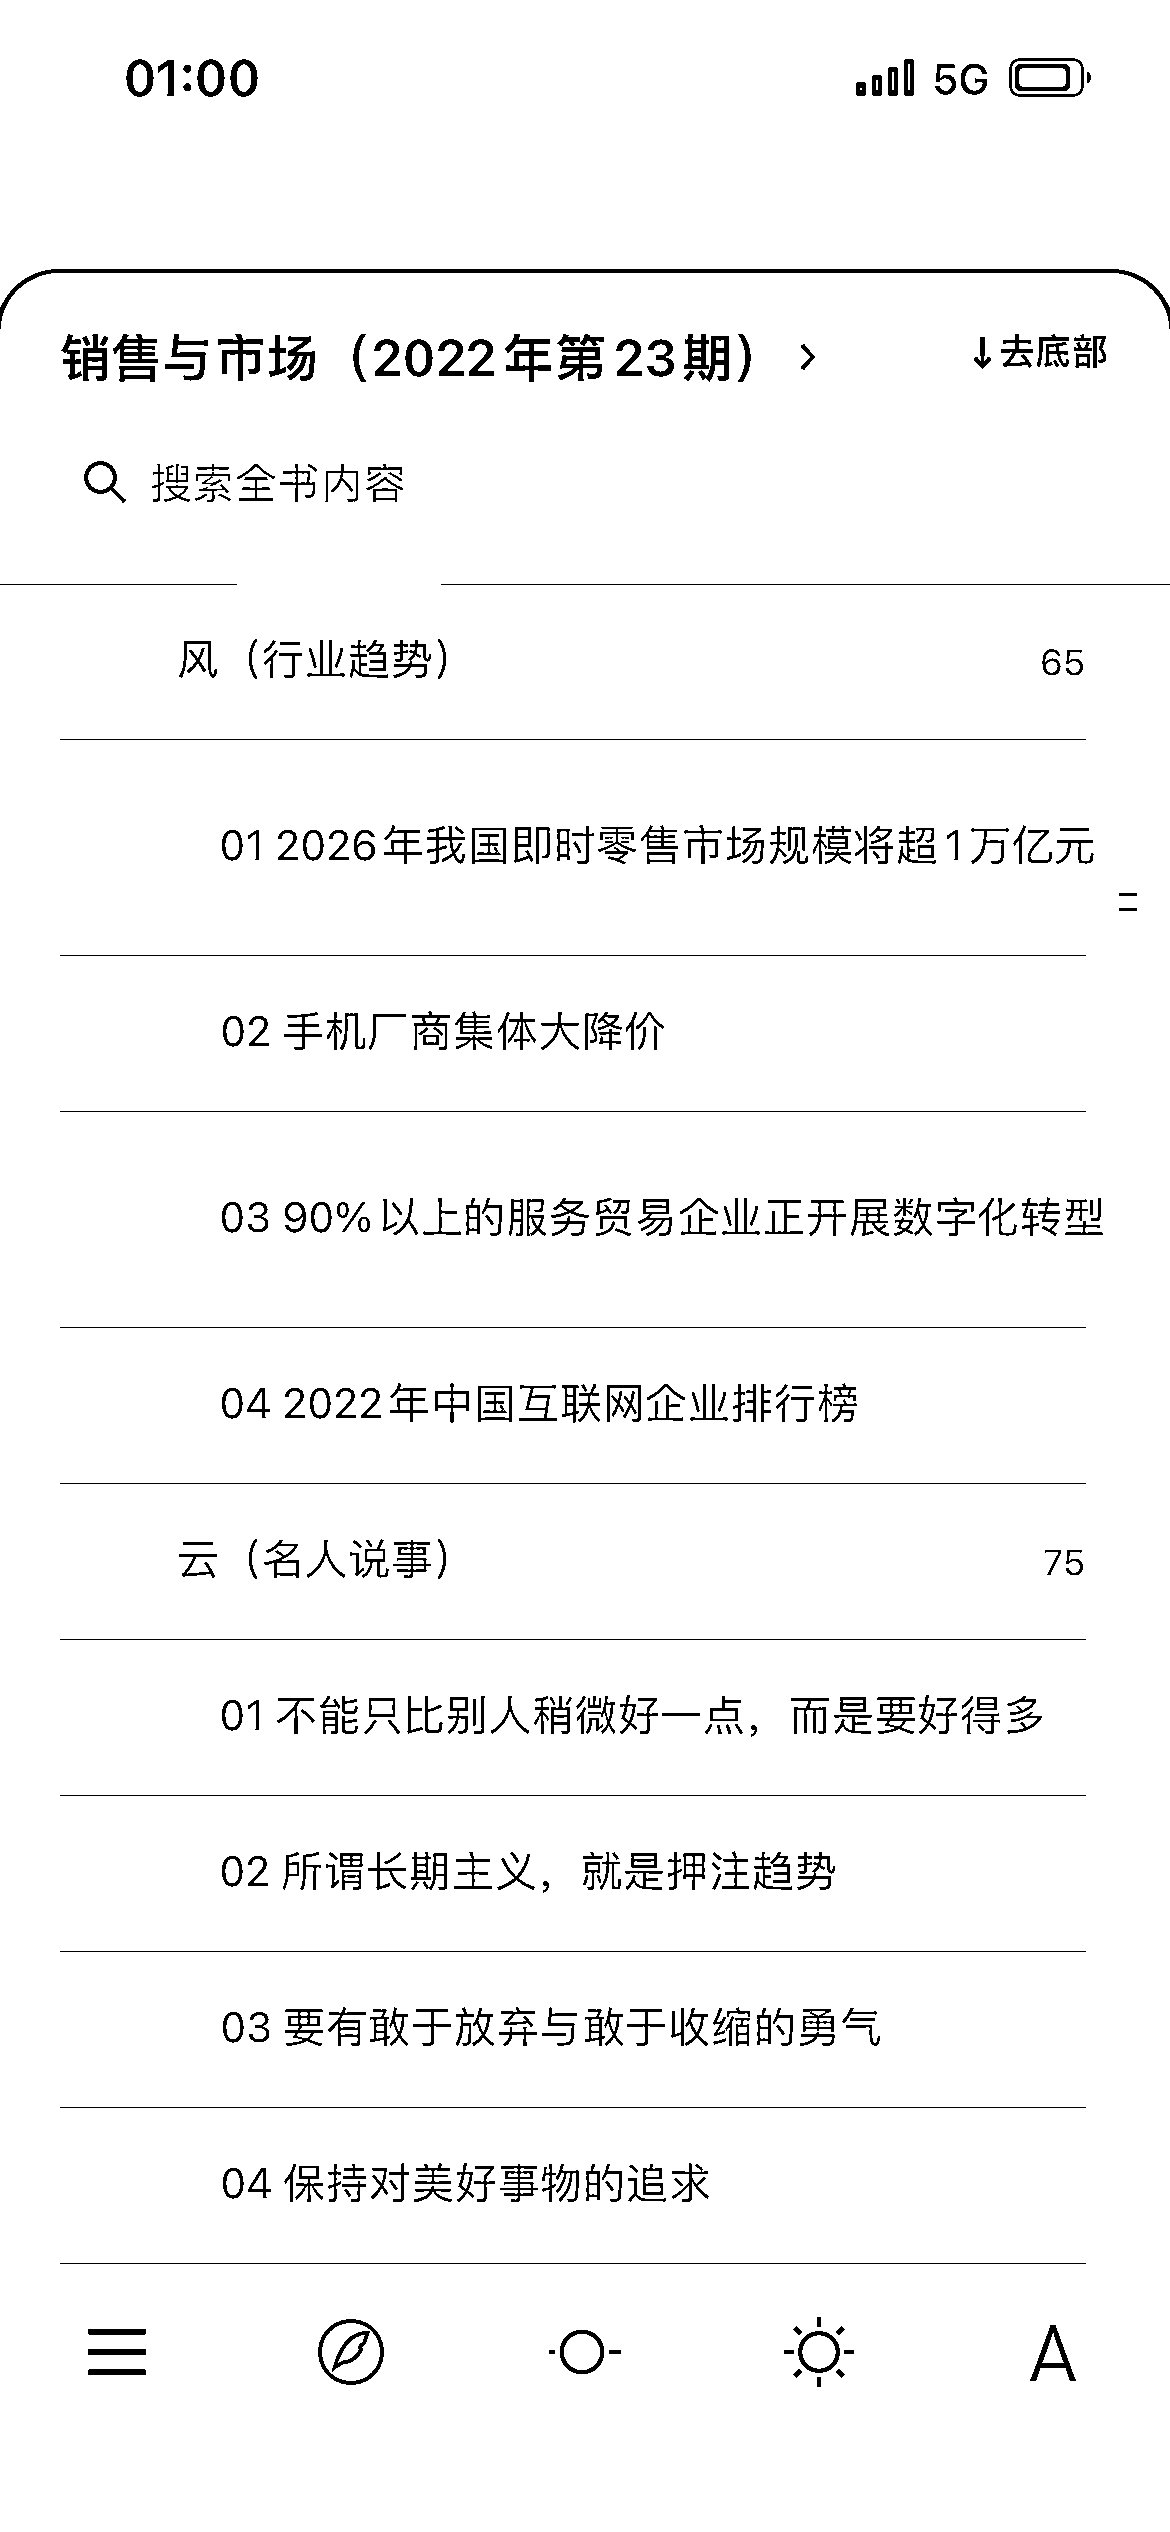 01:00
5G
销售与市场（2022年第23期）
↓去底部
搜索全书内容
风（行业趋势）
65
01 2026年我国即时零售市场规模将超1万亿元
02 手机厂商集体大降价
03 90%以上的服务贸易企业正开展数字化转型
04 2022年中国互联网企业排行榜
云（名人说事）
75
01 不能只比别人稍微好一点，而是要好得多
02 所谓长期主义，就是押注趋势
03 要有敢于放弃与敢于收缩的勇气
04 保持对美好事物的追求
A